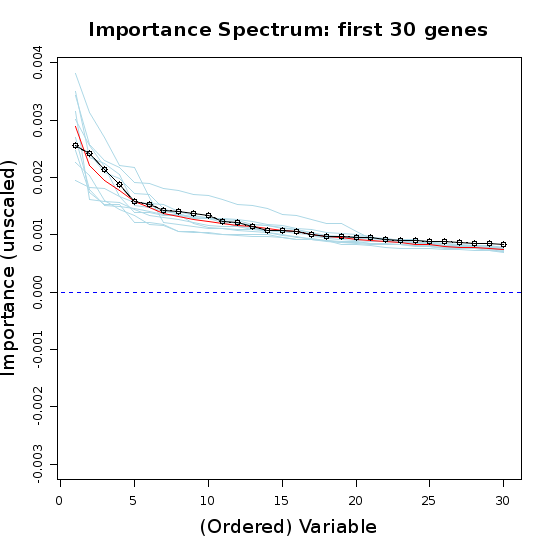 Importance Spectrum: first 30 genes
Importance (unscaled)
0.004
0.003
0.002
0.001
0.000
-0.001
-0.002
-0.003
0 5 10 15 20 25 30
(Ordered) Variable